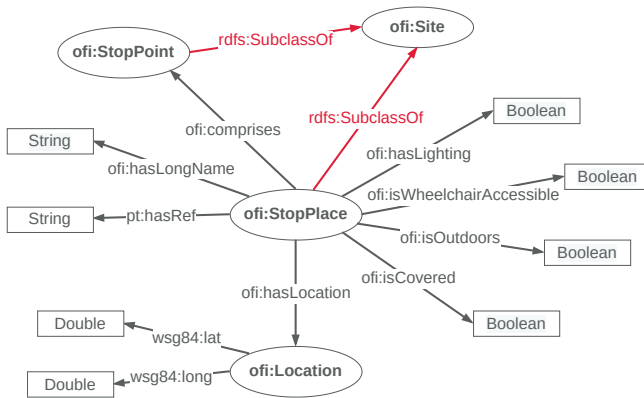 ofi:Site
rdfs:SubclassOf
ofi:StopPoint
Boolean
rdfs:SubclassOf
ofi:comprises
String
ofi:hasLighting
ofi:hasLongName
Boolean
ofi:isWheelchairAccessible
String
pt:hasRef
ofi:StopPlace
ofi:isOutdoors
Boolean
ofi:isCovered
ofi:hasLocation
Double
Boolean
wsg84:lat
ofi:Location
wsg84:long
Double